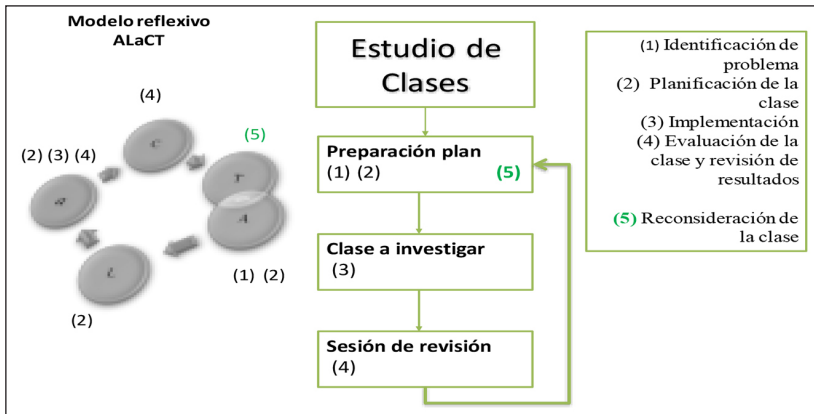 Modelo reflexivo
ALaCT
(4)
C
(5)
(2) (3) (4)
T
A
L
(1) (2)
(2)
Estudio de
Clases
Preparación plan
(1) (2) (5)
Clase a investigar
(3)
Sesión de revisión
(4)
(1) Identificación de
problema
(2) Planificación de la
clase
(3) Implementación
(4) Evaluación de la
clase y revisión de
resultados
(5) Reconsideración de
la clase